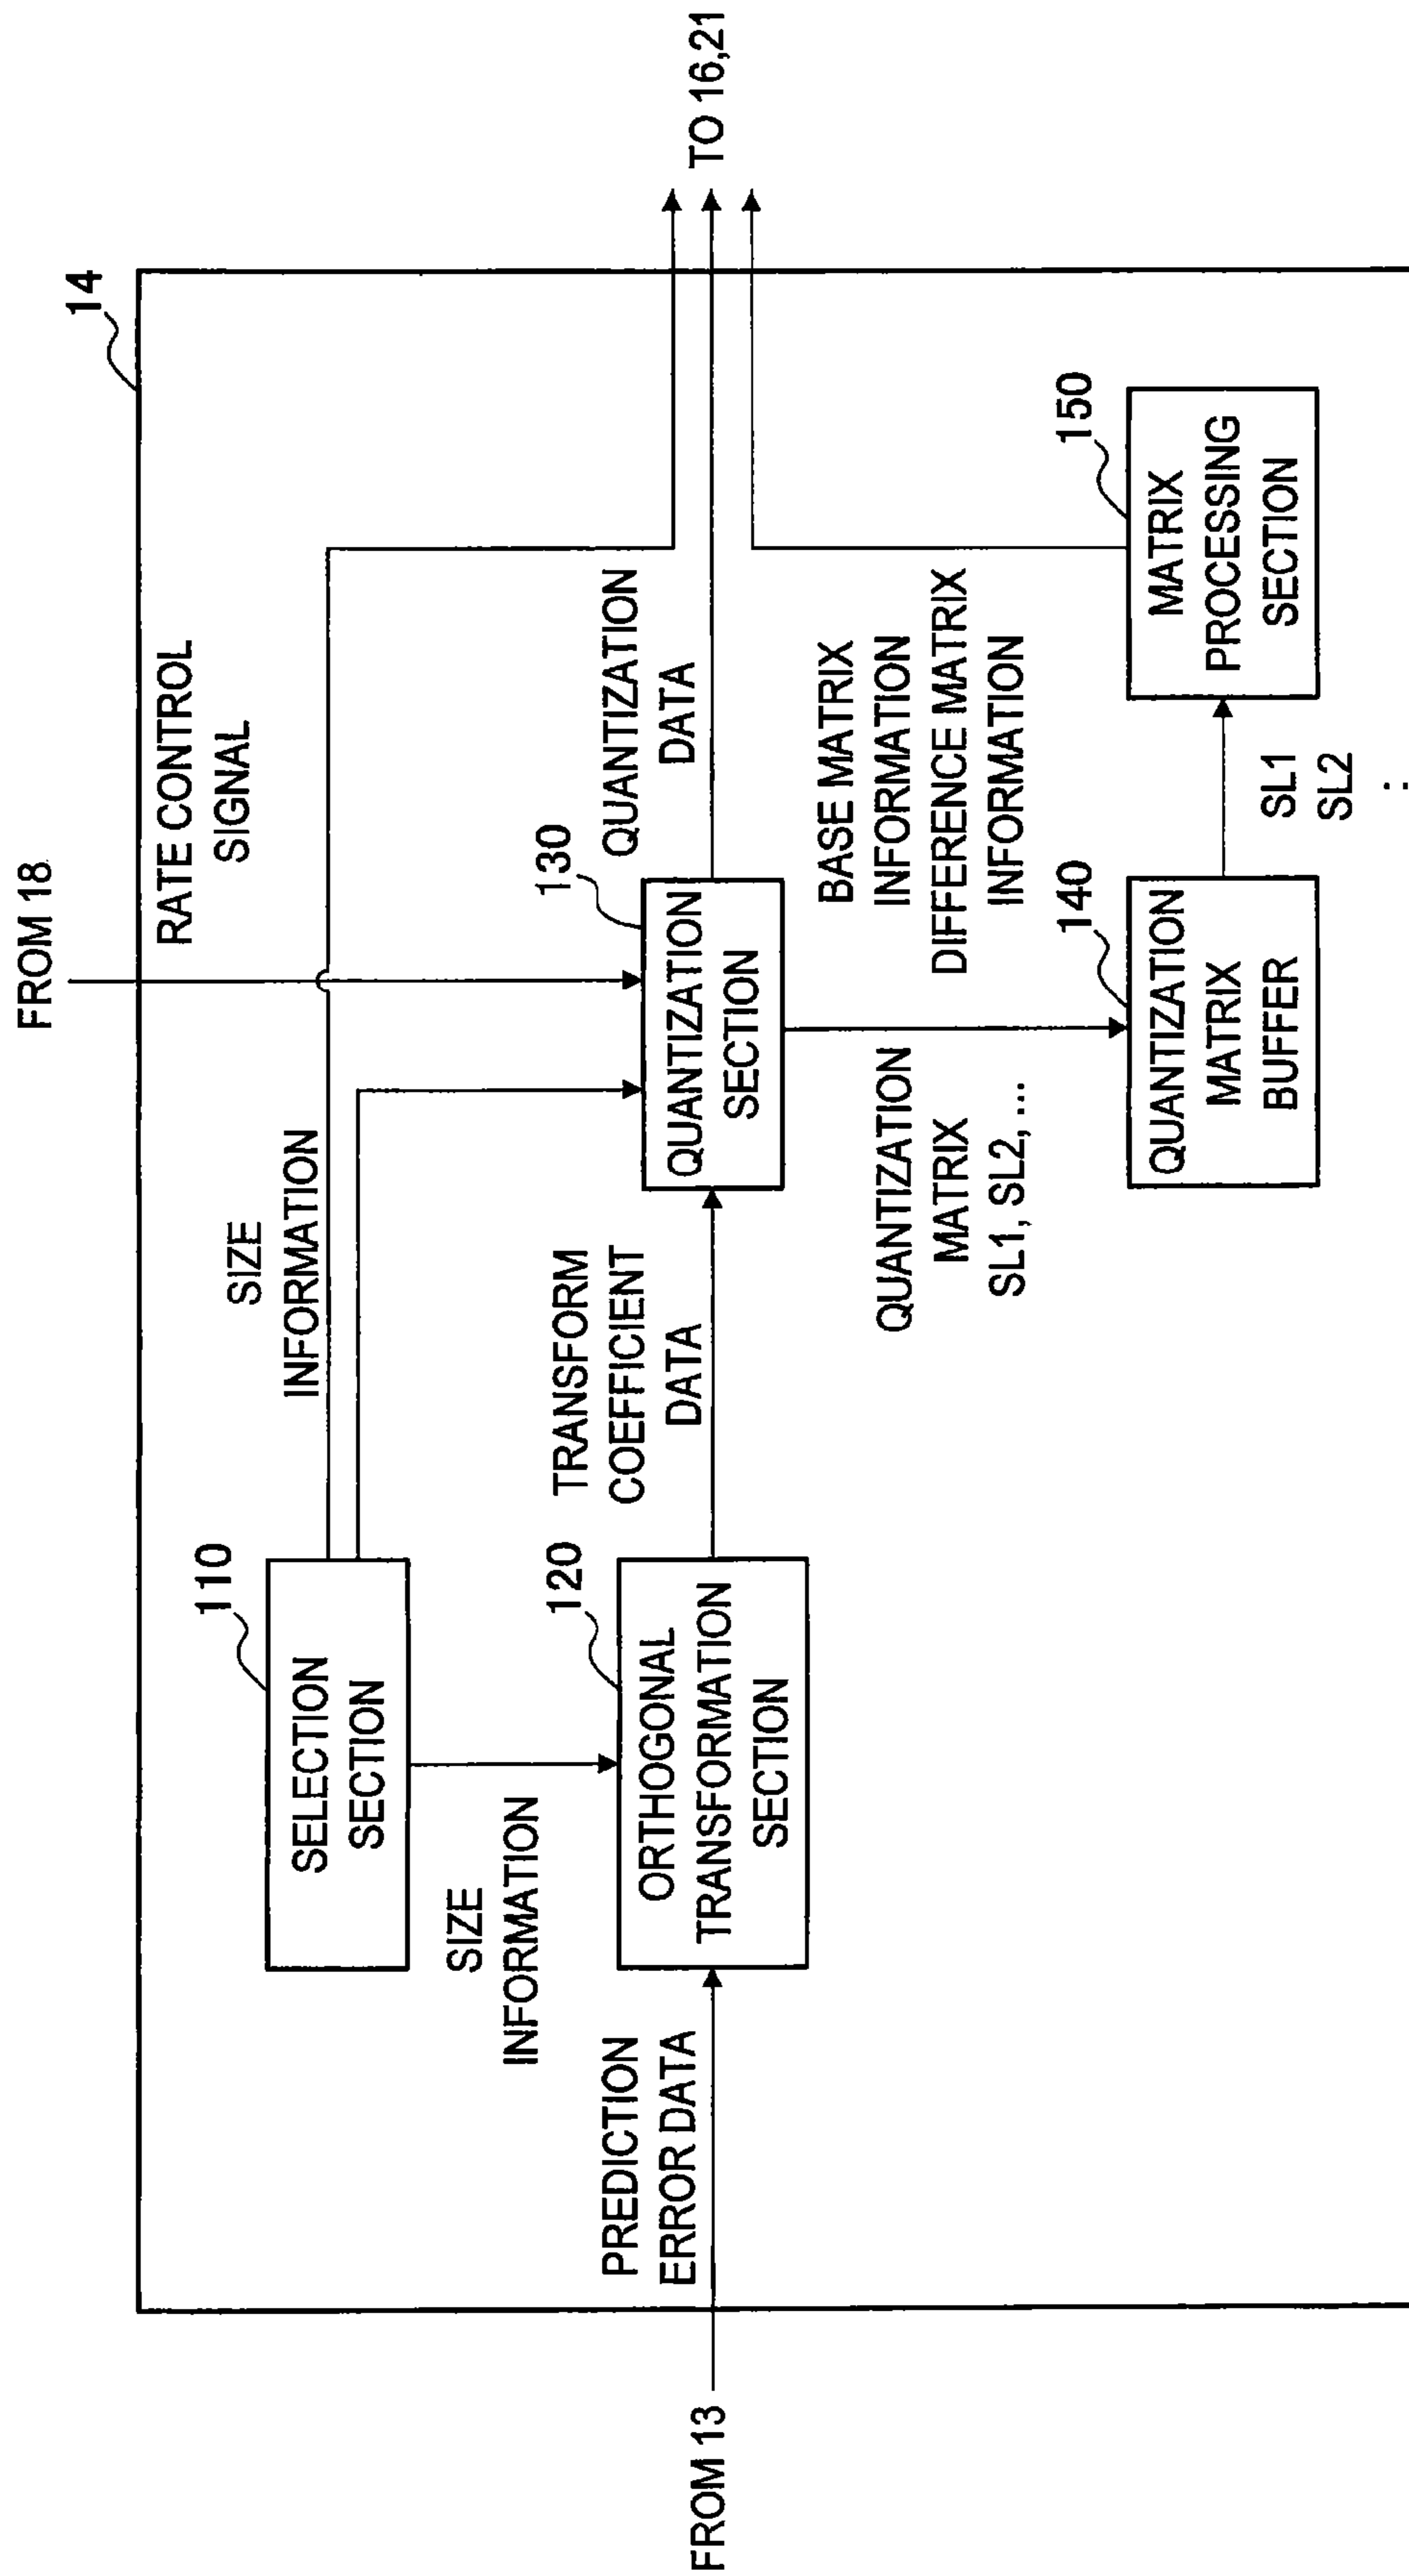 FROM 18
14
RATE CONTROL
SIGNAL
SIZE
INFORMATION
110
SELECTION
SECTION
SIZE
INFORMATION
FROM 13
PREDICTION
ERROR DATA
120
ORTHOGONAL
TRANSFORMATION
SECTION
TRANSFORM
COEFFICIENT
DATA
130
QUANTIZATION
SECTION
QUANTIZATION
DATA
TO 16,21
QUANTIZATION
MATRIX
SL1, SL2, ...
BASE MATRIX
INFORMATION
DIFFERENCE MATRIX
INFORMATION
140
QUANTIZATION
MATRIX
BUFFER
SL1
SL2
:
150
MATRIX
PROCESSING
SECTION